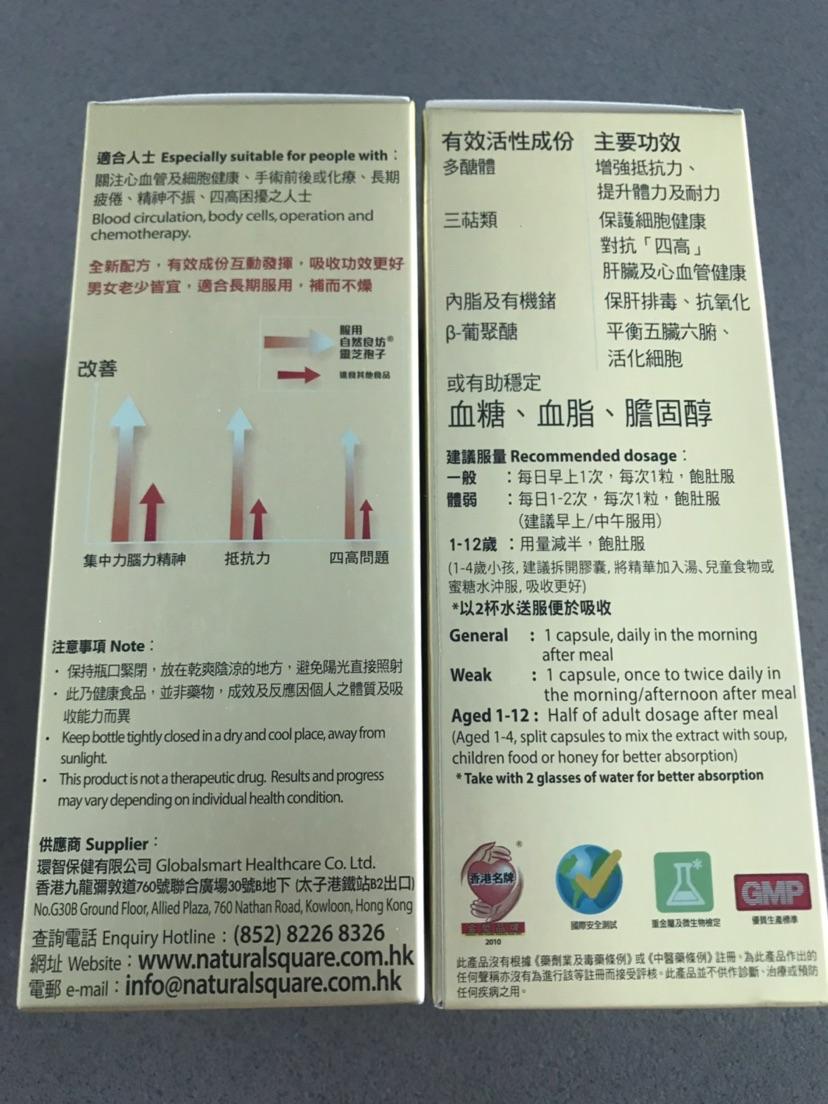 適合人士 Especially suitable for people with：
關注心血管及細胞健康、手術前後或化療、長期
疲倦、精神不振、四高困擾之人士
Blood circulation, body cells, operation and
chemotherapy.
全新配方，有效成份互動發揮，吸收功效更好
男女老少皆宜，適合長期服用，補而不燥
服用
自然良坊®
靈芝孢子
進食其他食品
改善
集中力腦力精神 抵抗力 四高問題
注意事項 Note：
· 保持瓶口緊閉，放在乾爽陰涼的地方，避免陽光直接照射
· 此乃健康食品，並非藥物，成效及反應因個人之體質及吸
收能力而異
· Keep bottle tightly closed in a dry and cool place, away from
sunlight.
· This product is not a therapeutic drug. Results and progress
may vary depending on individual health condition.
供應商 Supplier：
環智保健有限公司 Globalsmart Healthcare Co. Ltd.
香港九龍彌敦道760號聯合廣場30號B地下 (太子港鐵站B2出口)
No.G30B Ground Floor, Allied Plaza, 760 Nathan Road, Kowloon, Hong Kong
查詢電話 Enquiry Hotline：(852) 8226 8326
網址 Website：www.naturalsquare.com.hk
電郵 e-mail：info@naturalsquare.com.hk
有效活性成份 主要功效
多醣體 增強抵抗力、
提升體力及耐力
三萜類 保護細胞健康
對抗「四高」
肝臟及心血管健康
內脂及有機鍺 保肝排毒、抗氧化
β-葡聚醣 平衡五臟六腑、
活化細胞
或有助穩定
血糖、血脂、膽固醇
建議服量 Recommended dosage：
一般 ：每日早上1次，每次1粒，飽肚服
體弱 ：每日1-2次，每次1粒，飽肚服
(建議早上/中午服用)
1-12歲 ：用量減半，飽肚服
(1-4歲小孩, 建議拆開膠囊, 將精華加入湯、兒童食物或
蜜糖水沖服, 吸收更好)
*以2杯水送服便於吸收
General : 1 capsule, daily in the morning
after meal
Weak : 1 capsule, once to twice daily in
the morning/afternoon after meal
Aged 1-12 : Half of adult dosage after meal
(Aged 1-4, split capsules to mix the extract with soup,
children food or honey for better absorption)
* Take with 2 glasses of water for better absorption
®
香港名牌
金獎品牌
2010
國際安全測試
重金屬及微生物檢定
GMP
優質生產標準
此產品沒有根據《藥劑業及毒藥條例》或《中醫藥條例》註冊。為此產品作出的
任何聲稱亦沒有為進行該等註冊而接受評核。此產品並不供作診斷、治療或預防
任何疾病之用。